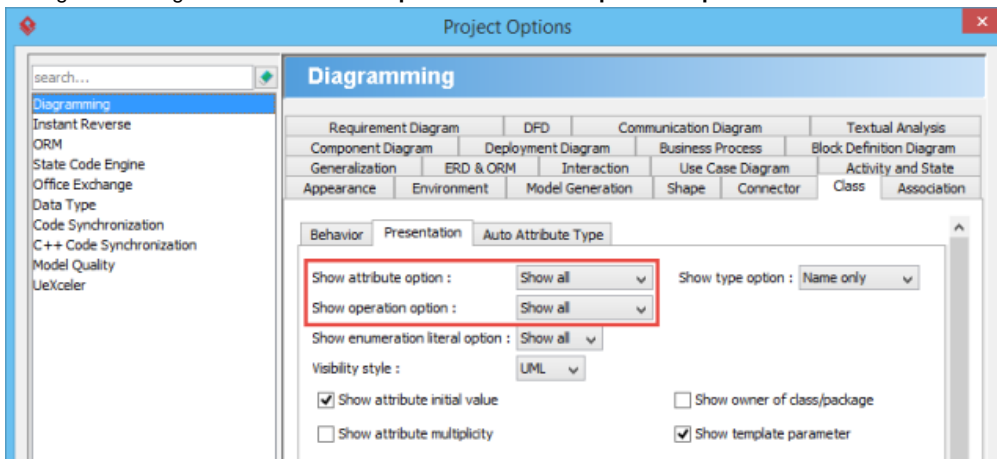 Project Options
search...
Diagramming
Diagramming
Instant Reverse
ORM
State Code Engine
Office Exchange
Data Type
Code Synchronization
C++ Code Synchronization
Model Quality
UeXceler
Requirement Diagram DFD Communication Diagram Textual Analysis
Component Diagram Deployment Diagram Business Process Block Definition Diagram
Generalization ERD & ORM Interaction Use Case Diagram Activity and State
Appearance Environment Model Generation Shape Connector Class Association
Behavior Presentation Auto Attribute Type
Show attribute option : Show all Show type option : Name only
Show operation option : Show all
Show enumeration literal option : Show all
Visibility style : UML
Show attribute initial value Show owner of class/package
Show attribute multiplicity Show template parameter